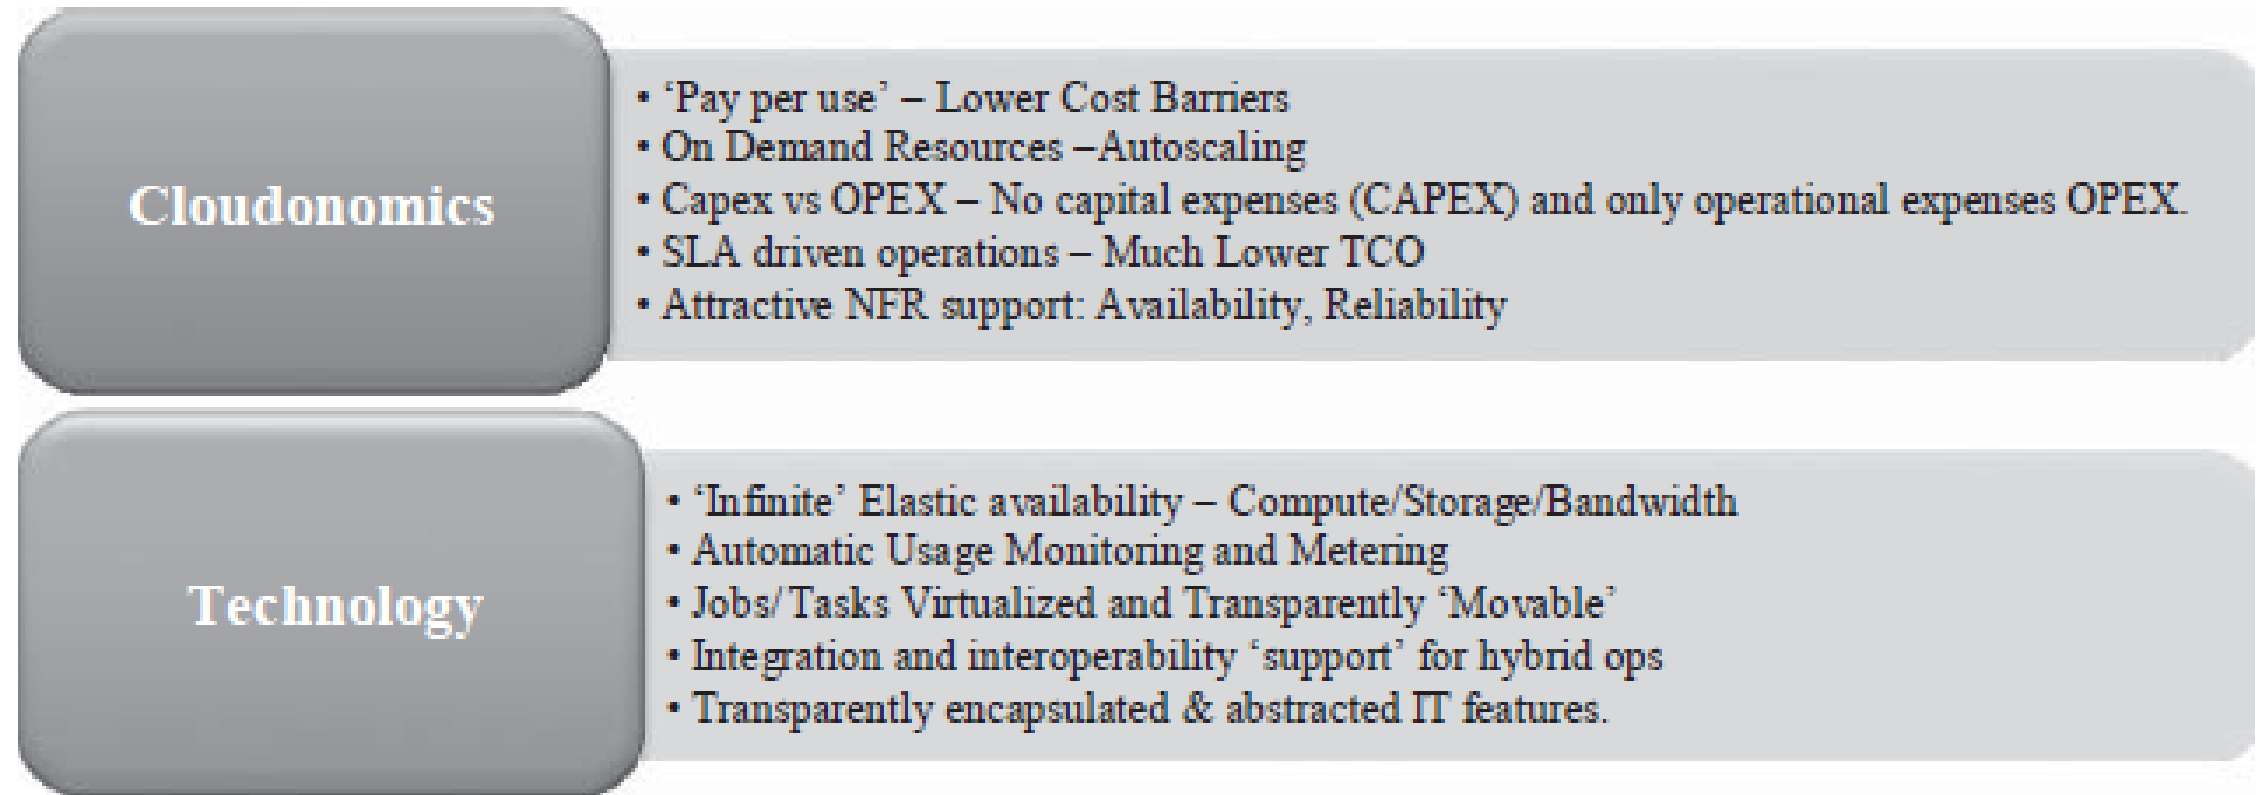 Cloudonomics
• ‘Pay per use’ – Lower Cost Barriers
• On Demand Resources –Autoscaling
• Capex vs OPEX – No capital expenses (CAPEX) and only operational expenses OPEX.
• SLA driven operations – Much Lower TCO
• Attractive NFR support: Availability, Reliability
Technology
• ‘Infinite’ Elastic availability – Compute/Storage/Bandwidth
• Automatic Usage Monitoring and Metering
• Jobs/Tasks Virtualized and Transparently ‘Movable’
• Integration and interoperability ‘support’ for hybrid ops
• Transparently encapsulated & abstracted IT features.